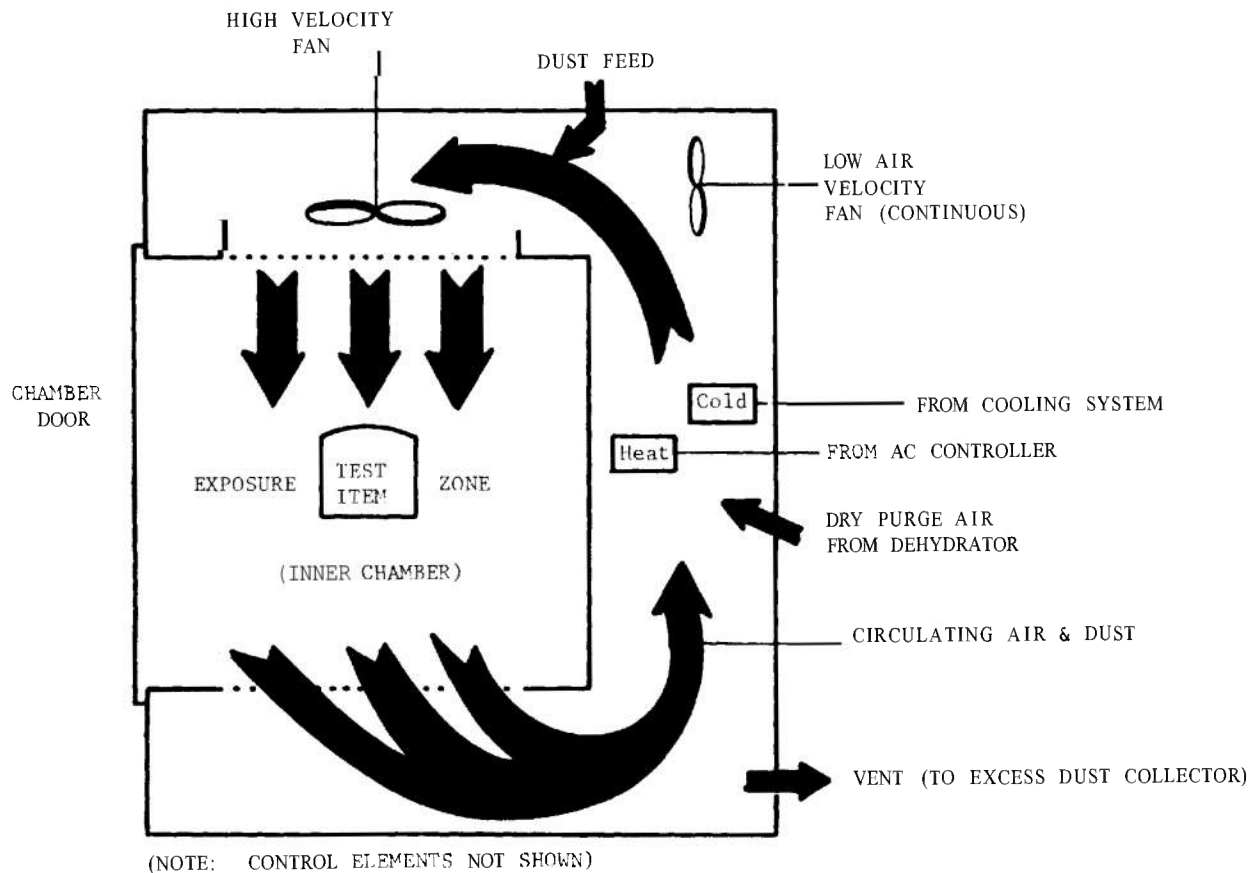 HIGH VELOCITY
FAN
DUST FEED
LOW AIR
VELOCITY
FAN (CONTINUOUS)
CHAMBER
DOOR
Cold
FROM COOLING SYSTEM
Heat
FROM AC CONTROLLER
EXPOSURE
TEST
ITEM
ZONE
DRY PURGE AIR
FROM DEHYDRATOR
(INNER CHAMBER)
CIRCULATING AIR & DUST
VENT (TO EXCESS DUST COLLECTOR)
(NOTE: CONTROL ELEMENTS NOT SHOWN)